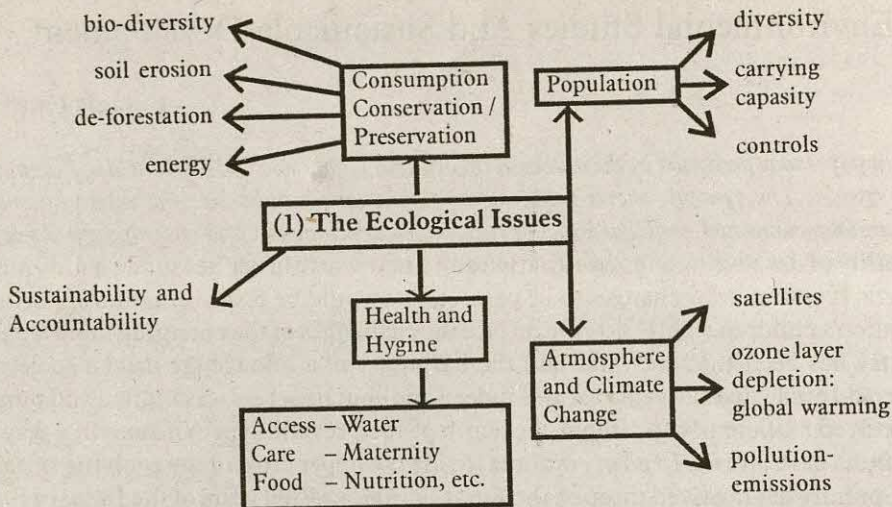 bio-diversity
soil erosion
de-forestation
energy
Consumption
Conservation /
Preservation
Population
diversity
carrying
capasity
controls
(1) The Ecological Issues
Sustainability and
Accountability
Health and
Hygine
Access – Water
Care – Maternity
Food – Nutrition, etc.
Atmosphere
and Climate
Change
satellites
ozone layer
depletion:
global warming
pollution-
emissions